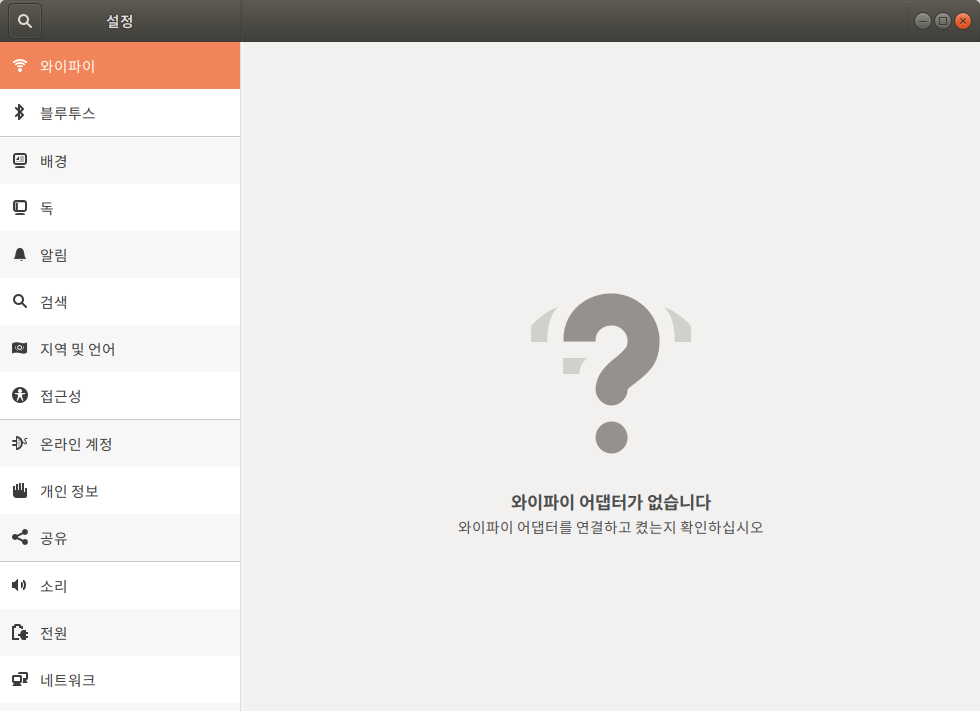 설정
와이파이
블루투스
배경
독
알림
검색
지역 및 언어
접근성
온라인 계정
개인 정보
공유
소리
전원
네트워크
와이파이 어댑터가 없습니다
와이파이 어댑터를 연결하고 켰는지 확인하십시오